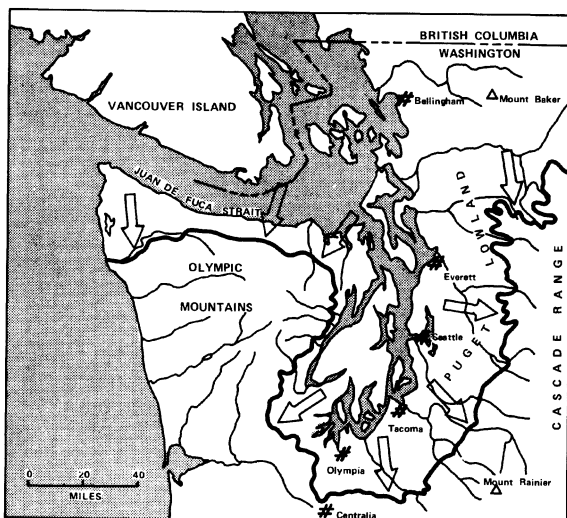 BRITISH COLUMBIA
WASHINGTON
VANCOUVER ISLAND
Bellingham
Mount Baker
JUAN DE FUCA STRAIT
OLYMPIC
MOUNTAINS
Everett
Seattle
PUGET LOWLAND
CASCADE RANGE
Tacoma
Olympia
Mount Rainier
Centralia
0 20 40
MILES